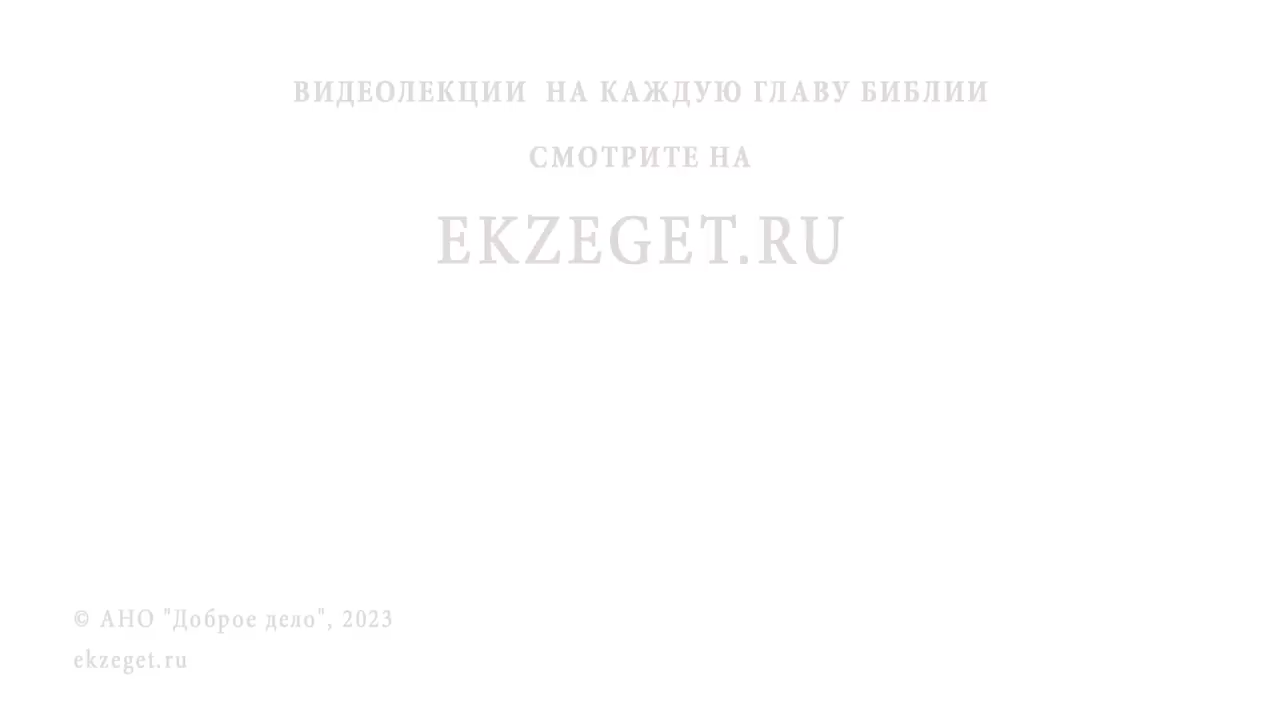 ВИДЕОЛЕКЦИИ НА КАЖДУЮ ГЛАВУ БИБЛИИ
СМОТРИТЕ НА
EKZEGET.RU
© АНО "Доброе дело", 2023
ekzeget.ru